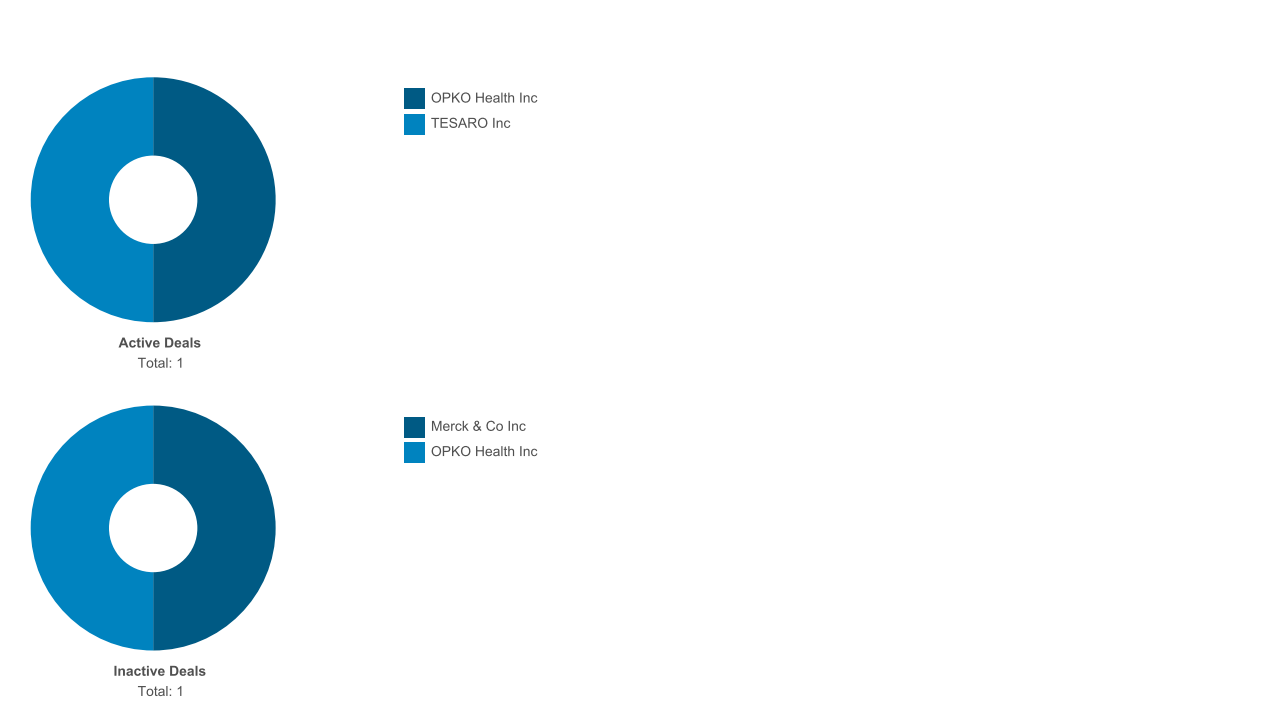 OPKO Health Inc
TESARO Inc
Active Deals
Total: 1
Merck & Co Inc
OPKO Health Inc
Inactive Deals
Total: 1